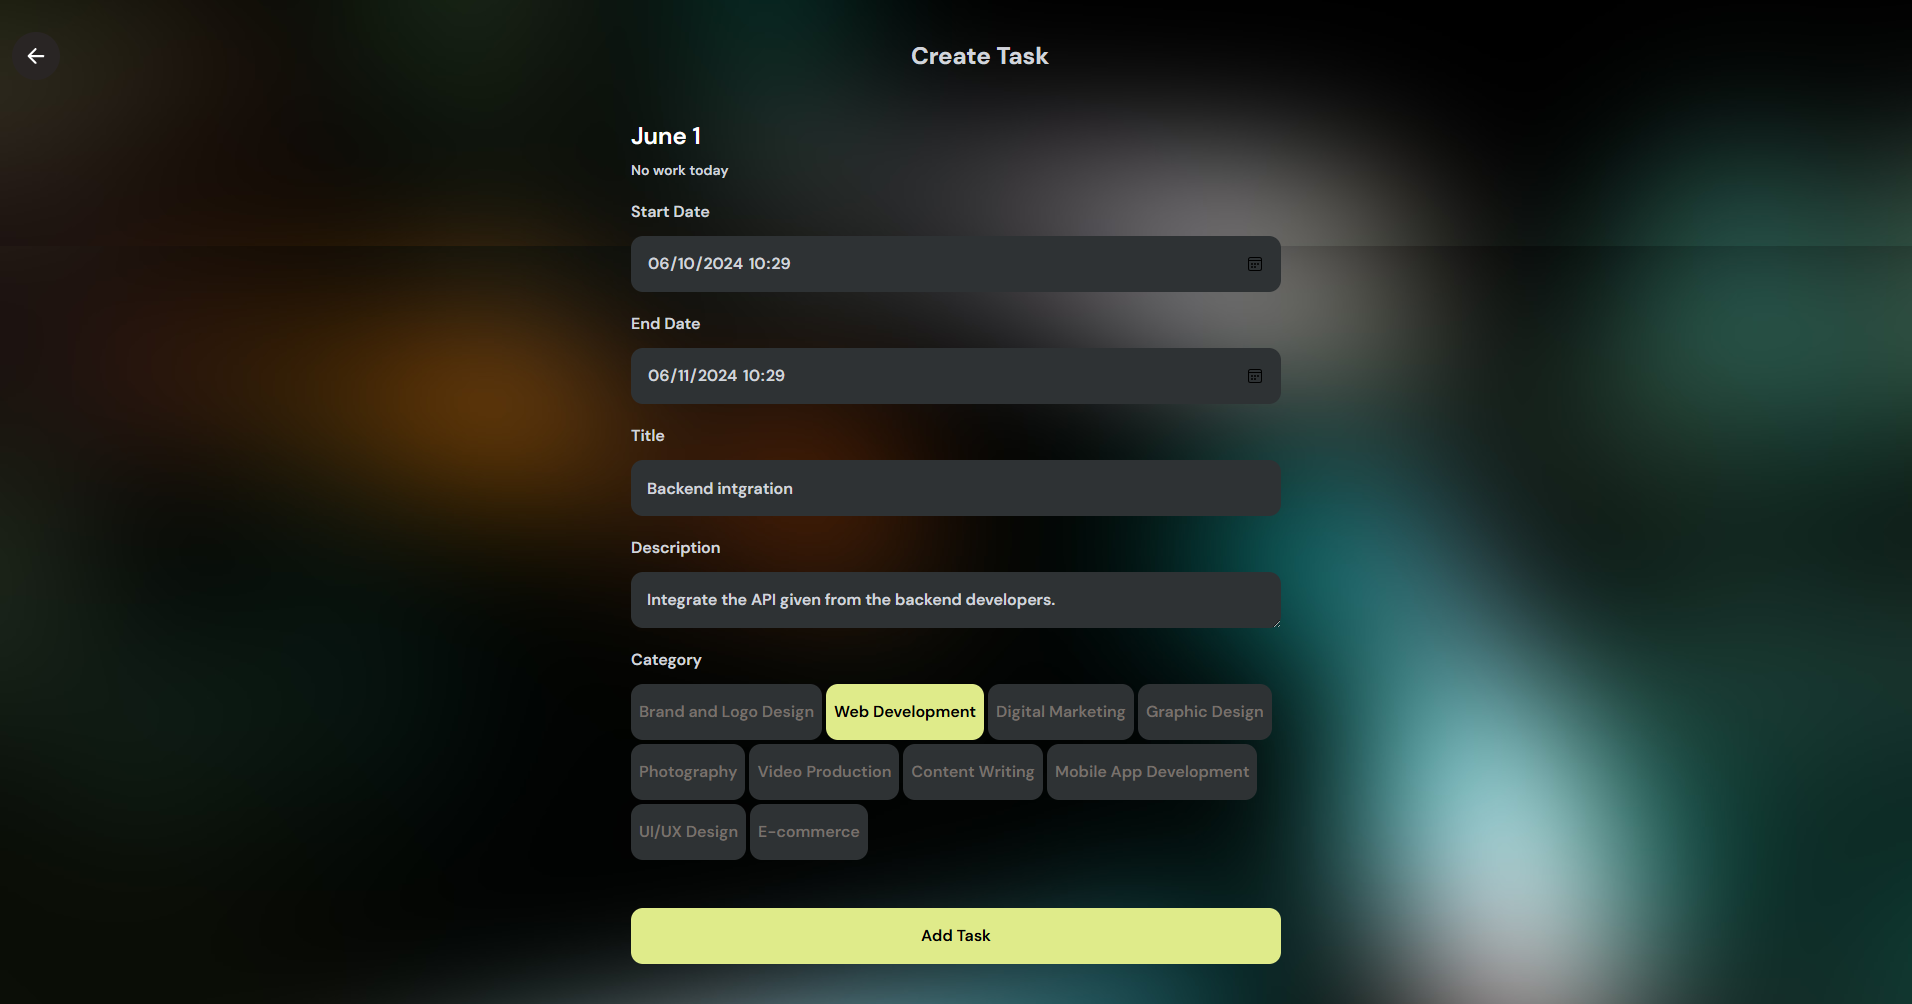 Create Task
June 1
No work today
Start Date
06/10/2024 10:29
End Date
06/11/2024 10:29
Title
Backend intgration
Description
Integrate the API given from the backend developers.
Category
Brand and Logo Design Web Development Digital Marketing Graphic Design
Photography Video Production Content Writing Mobile App Development
UI/UX Design E-commerce
Add Task